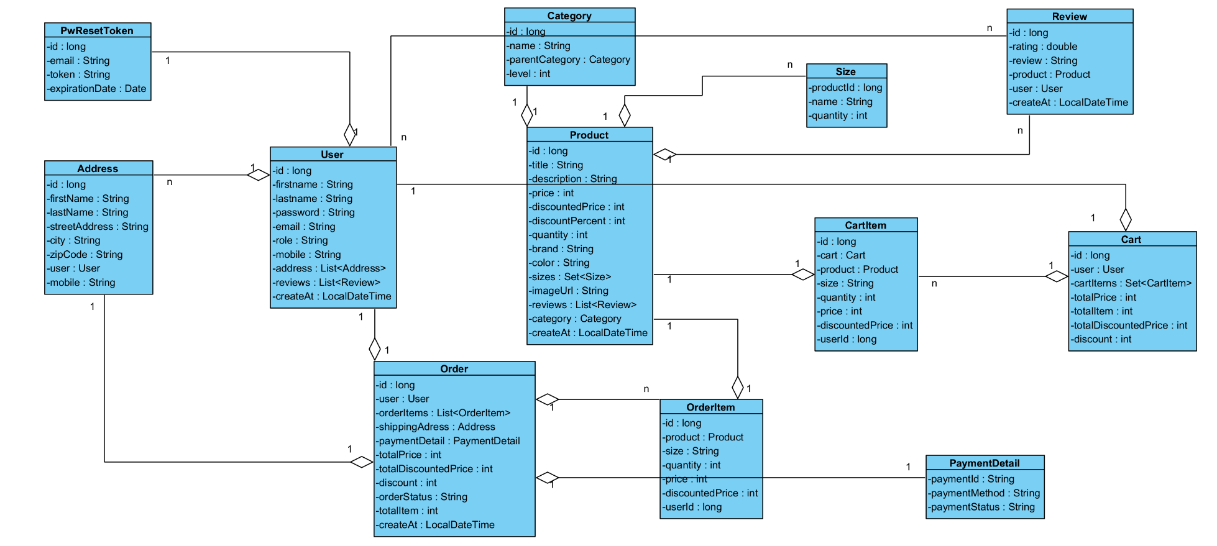 PwResetToken
-id : long
-email : String
-token : String
-expirationDate : Date
1
1
Category
-id : long
-name : String
-parentCategory : Category
-level : int
1
1
Review
-id : long
-rating : double
-review : String
-product : Product
-user : User
-createAt : LocalDateTime
n
n
n
1
Size
-productId : long
-name : String
-quantity : int
n
1
Address
-id : long
-firstName : String
-lastName : String
-streetAddress : String
-city : String
-zipCode : String
-user : User
-mobile : String
n
1
1
1
User
-id : long
-firstname : String
-lastname : String
-password : String
-email : String
-role : String
-mobile : String
-address : List<Address>
-reviews : List<Review>
-createAt : LocalDateTime
1
1
1
1
Product
-id : long
-title : String
-description : String
-price : int
-discountedPrice : int
-discountPercent : int
-quantity : int
-brand : String
-color : String
-sizes : Set<Size>
-imageUrl : String
-reviews : List<Review>
-category : Category
-createAt : LocalDateTime
1
1
1
1
CartItem
-id : long
-cart : Cart
-product : Product
-size : String
-quantity : int
-price : int
-discountedPrice : int
-userId : long
n
1
Cart
-id : long
-user : User
-cartItems : Set<CartItem>
-totalPrice : int
-totalItem : int
-totalDiscountedPrice : int
-discount : int
Order
-id : long
-user : User
-orderItems : List<OrderItem>
-shippingAdress : Address
-paymentDetail : PaymentDetail
-totalPrice : int
-totalDiscountedPrice : int
-discount : int
-orderStatus : String
-totalItem : int
-createAt : LocalDateTime
1
n
1
1
OrderItem
-id : long
-product : Product
-size : String
-quantity : int
-price : int
-discountedPrice : int
-userId : long
PaymentDetail
-paymentId : String
-paymentMethod : String
-paymentStatus : String